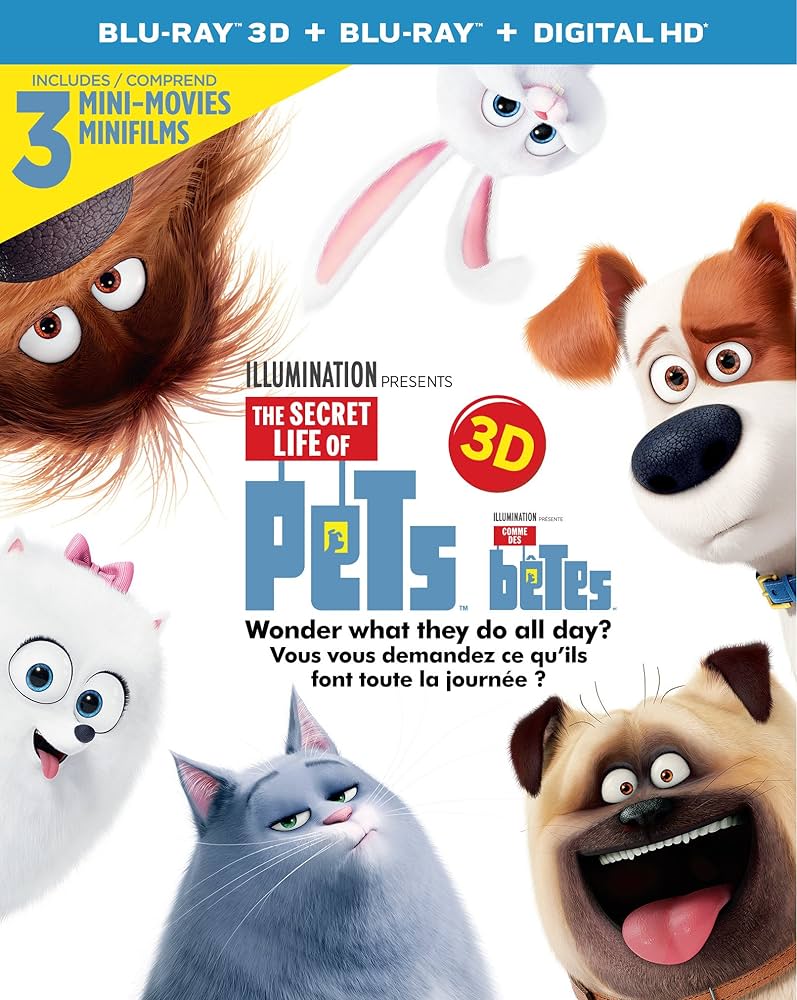 BLU-RAY™ 3D + BLU-RAY™ + DIGITAL HD*
INCLUDES / COMPREND
3 MINI-MOVIES
MINIFILMS
ILLUMINATION PRESENTS
THE SECRET
LIFE OF
PeTs™
3D
ILLUMINATION PRÉSENTE
COMME
DES
bêTes™
Wonder what they do all day?
Vous vous demandez ce qu'ils
font toute la journée ?